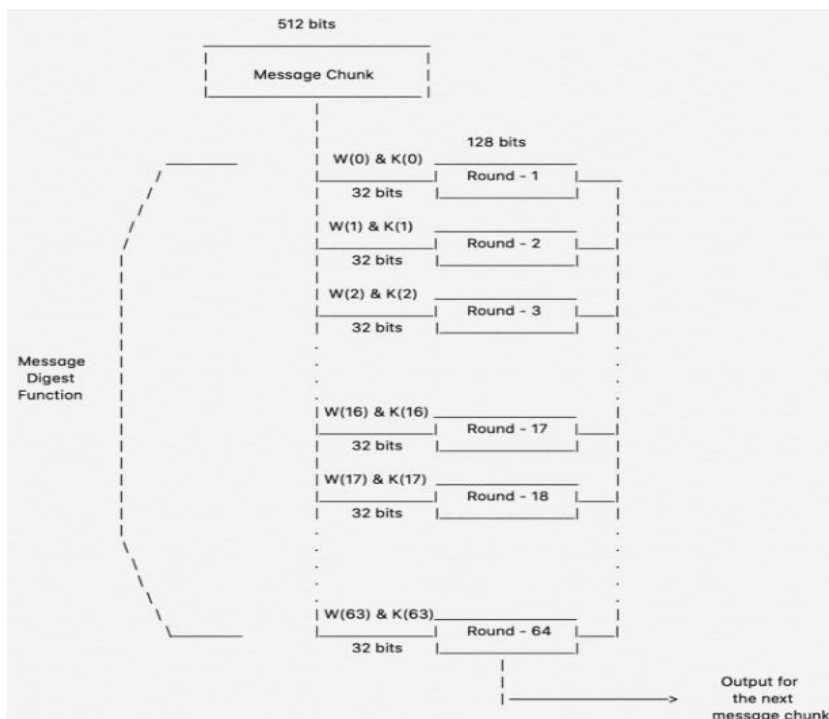 512 bits
Message Chunk
128 bits
W(0) & K(0)
Round - 1
32 bits
W(1) & K(1)
Round - 2
32 bits
W(2) & K(2)
Round - 3
32 bits
Message
Digest
Function
W(16) & K(16)
Round - 17
32 bits
W(17) & K(17)
Round - 18
32 bits
W(63) & K(63)
Round - 64
32 bits
Output for
the next
message chunk